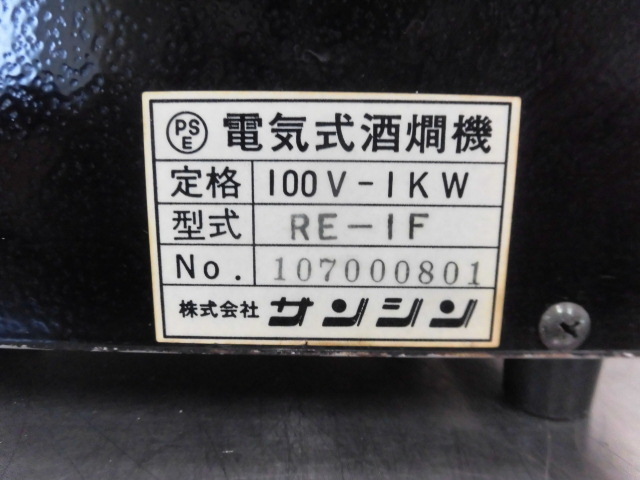 PSE 電気式酒燗機
定格 100V-1KW
型式 RE-1F
No. 107000801
株式会社 サンシン